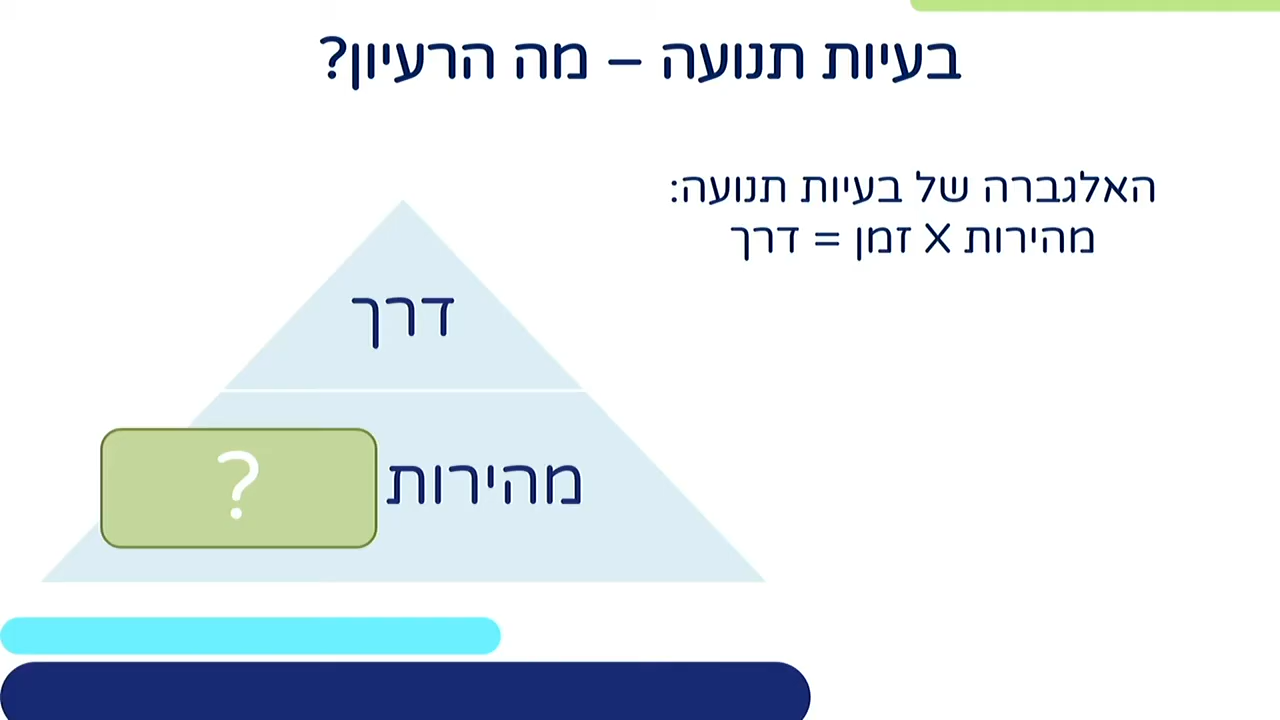 בעיות תנועה – מה הרעיון?
האלגברה של בעיות תנועה:
מהירות X זמן = דרך
דרך
מהירות
?